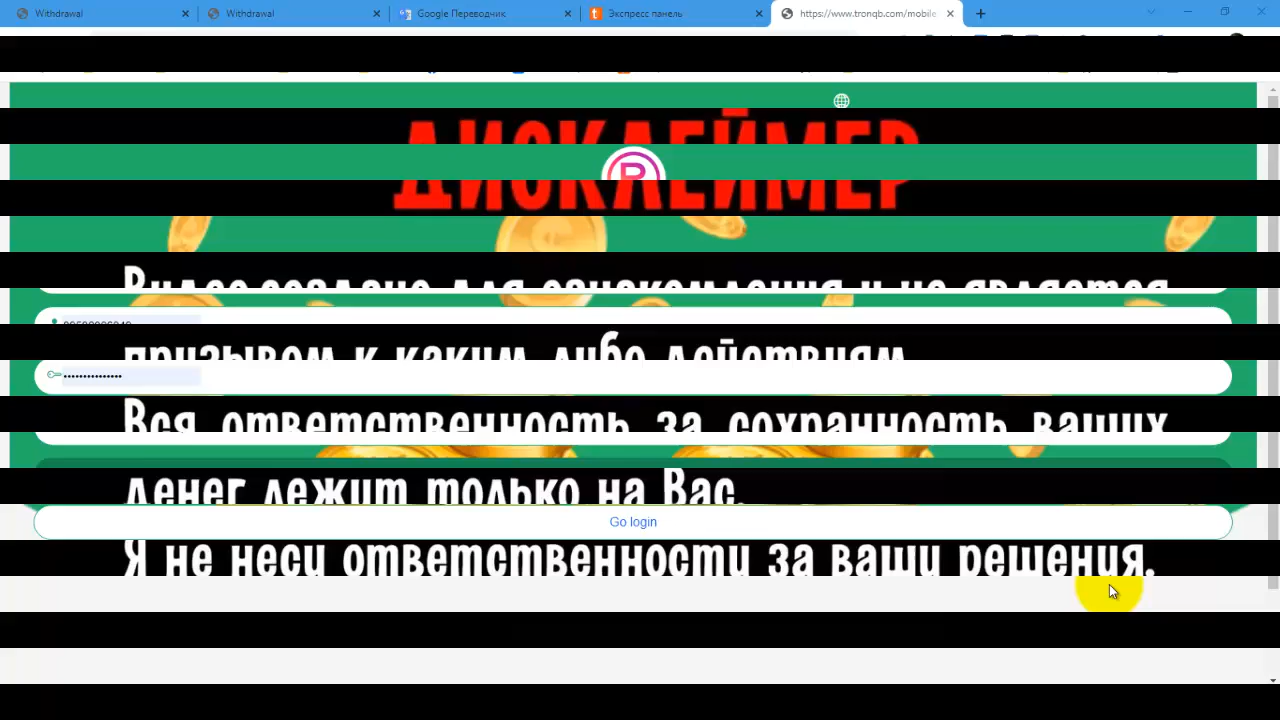 Withdrawal
Withdrawal
Google Переводчик
Экспресс панель
https://www.tronqb.com/mobile
ДИСКЛЕЙМЕР
Видео создано для ознакомления и не является
призывом к каким либо действиям.
Вся ответственность за сохранность ваших
денег лежит только на Вас.
Go login
Я не несу ответственности за ваши решения.